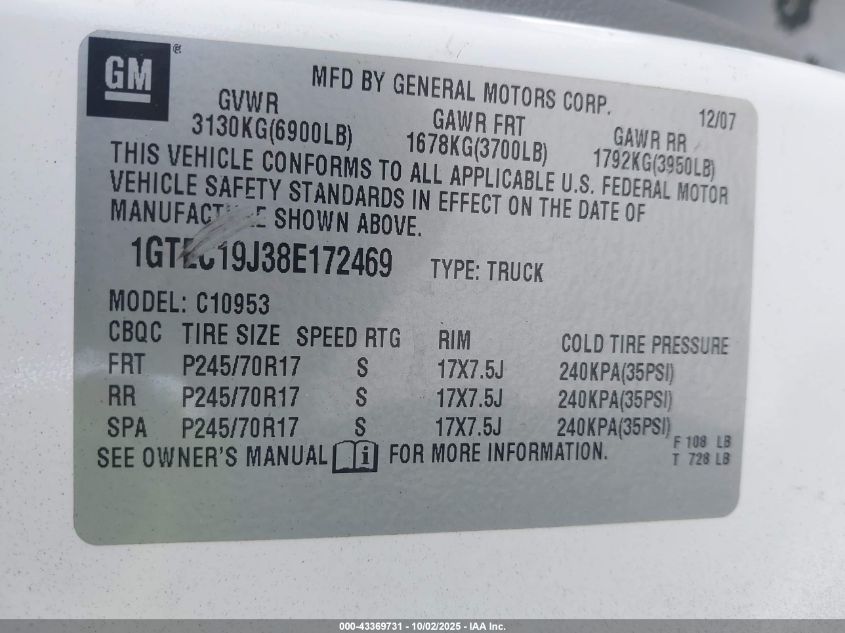 GM®
MFD BY GENERAL MOTORS CORP.
12/07
GVWR GAWR FRT GAWR RR
3130KG(6900LB) 1678KG(3700LB) 1792KG(3950LB)
THIS VEHICLE CONFORMS TO ALL APPLICABLE U.S. FEDERAL MOTOR
VEHICLE SAFETY STANDARDS IN EFFECT ON THE DATE OF
SHOWN ABOVE.
1GTEC19J38E172469 TYPE: TRUCK
MODEL: C10953
CBQC TIRE SIZE SPEED RTG RIM COLD TIRE PRESSURE
FRT P245/70R17 S 17X7.5J 240KPA(35PSI)
RR P245/70R17 S 17X7.5J 240KPA(35PSI)
SPA P245/70R17 S 17X7.5J 240KPA(35PSI)
F 108 LB
T 728 LB
SEE OWNER'S MANUAL i FOR MORE INFORMATION.
000-43369731 - 10/02/2025 - IAA Inc.